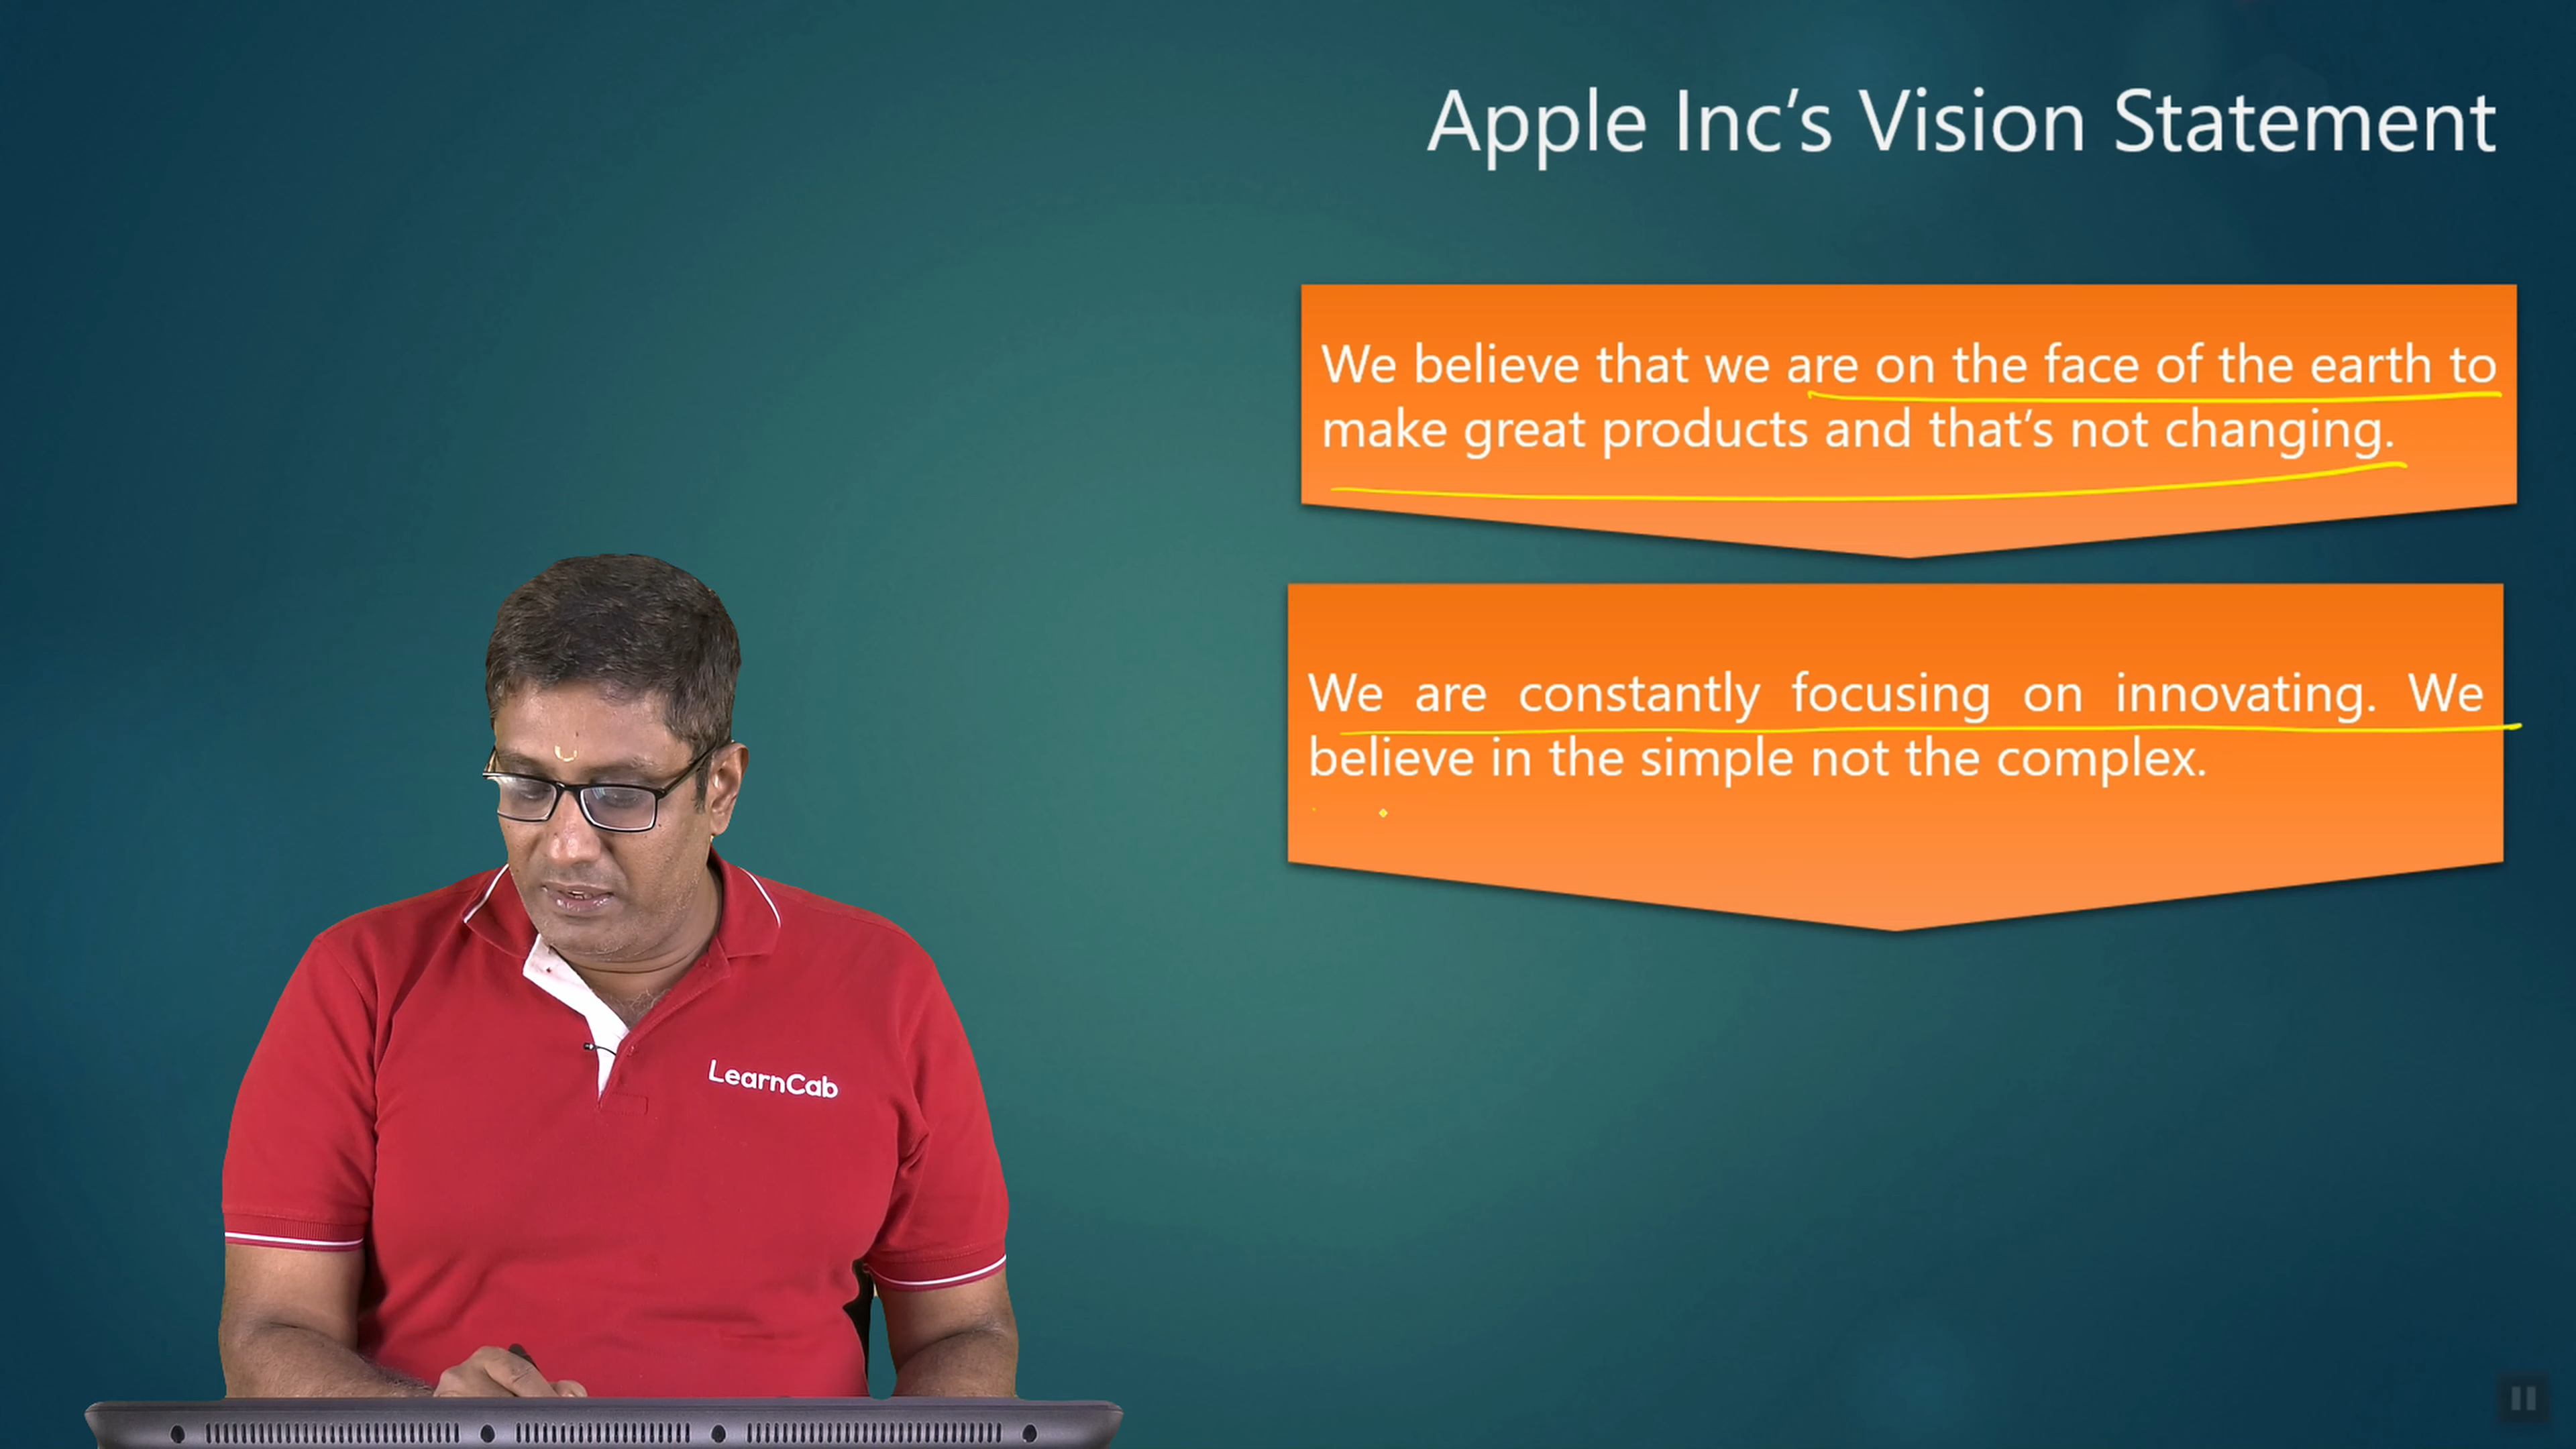 Apple Inc’s Vision Statement
We believe that we are on the face of the earth to
make great products and that’s not changing.
We are constantly focusing on innovating. We
believe in the simple not the complex.
LearnCab